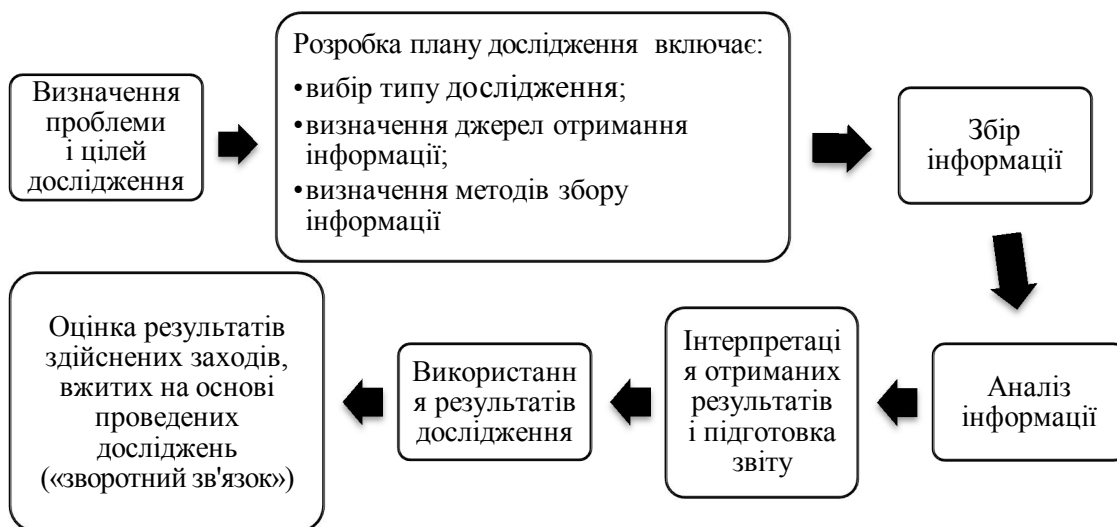 Визначення
проблеми
і цілей
дослідження
Розробка плану дослідження включає:
•вибір типу дослідження;
•визначення джерел отримання
інформації;
•визначення методів збору
інформації
Збір
інформації
Аналіз
інформації
Інтерпретаці
я отриманих
результатів
і підготовка
звіту
Використанн
я результатів
дослідження
Оцінка результатів
здійснених заходів,
вжитих на основі
проведених
досліджень
(«зворотний зв'язок»)